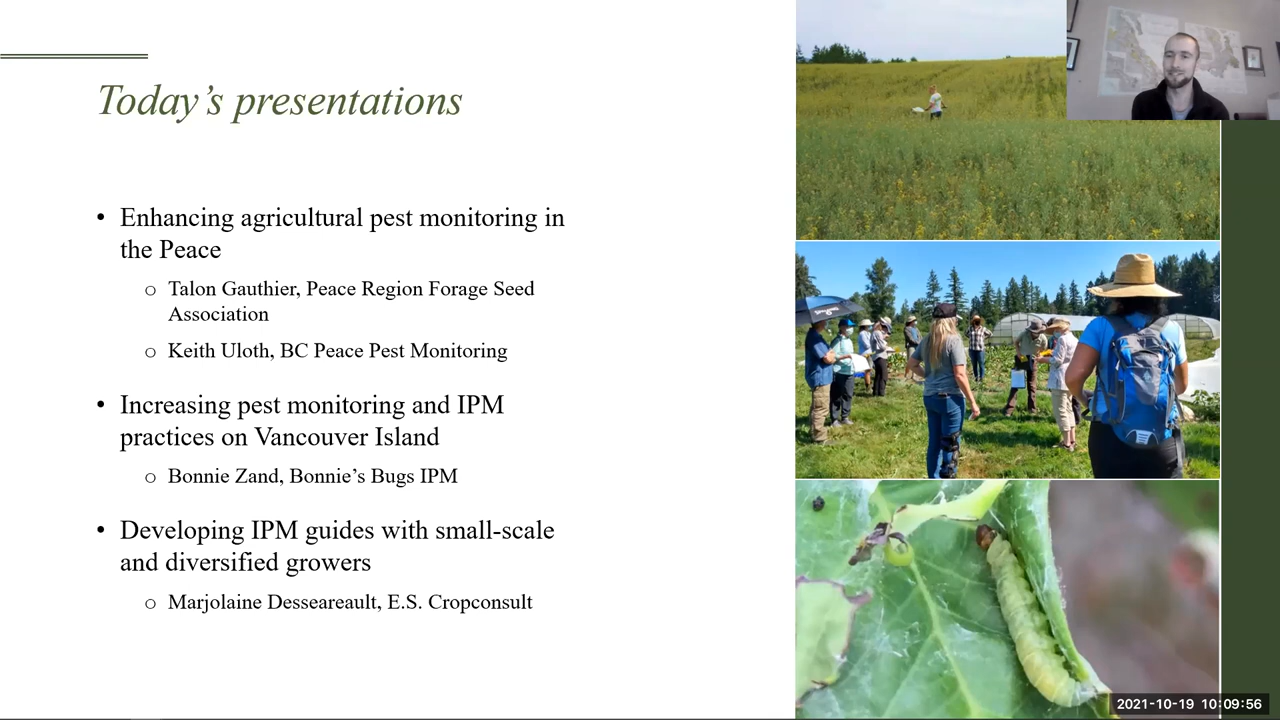 Today’s presentations
• Enhancing agricultural pest monitoring in
the Peace
o Talon Gauthier, Peace Region Forage Seed
Association
o Keith Uloth, BC Peace Pest Monitoring
• Increasing pest monitoring and IPM
practices on Vancouver Island
o Bonnie Zand, Bonnie’s Bugs IPM
• Developing IPM guides with small-scale
and diversified growers
o Marjolaine Desseareault, E.S. Cropconsult
2021-10-19 10:09:56